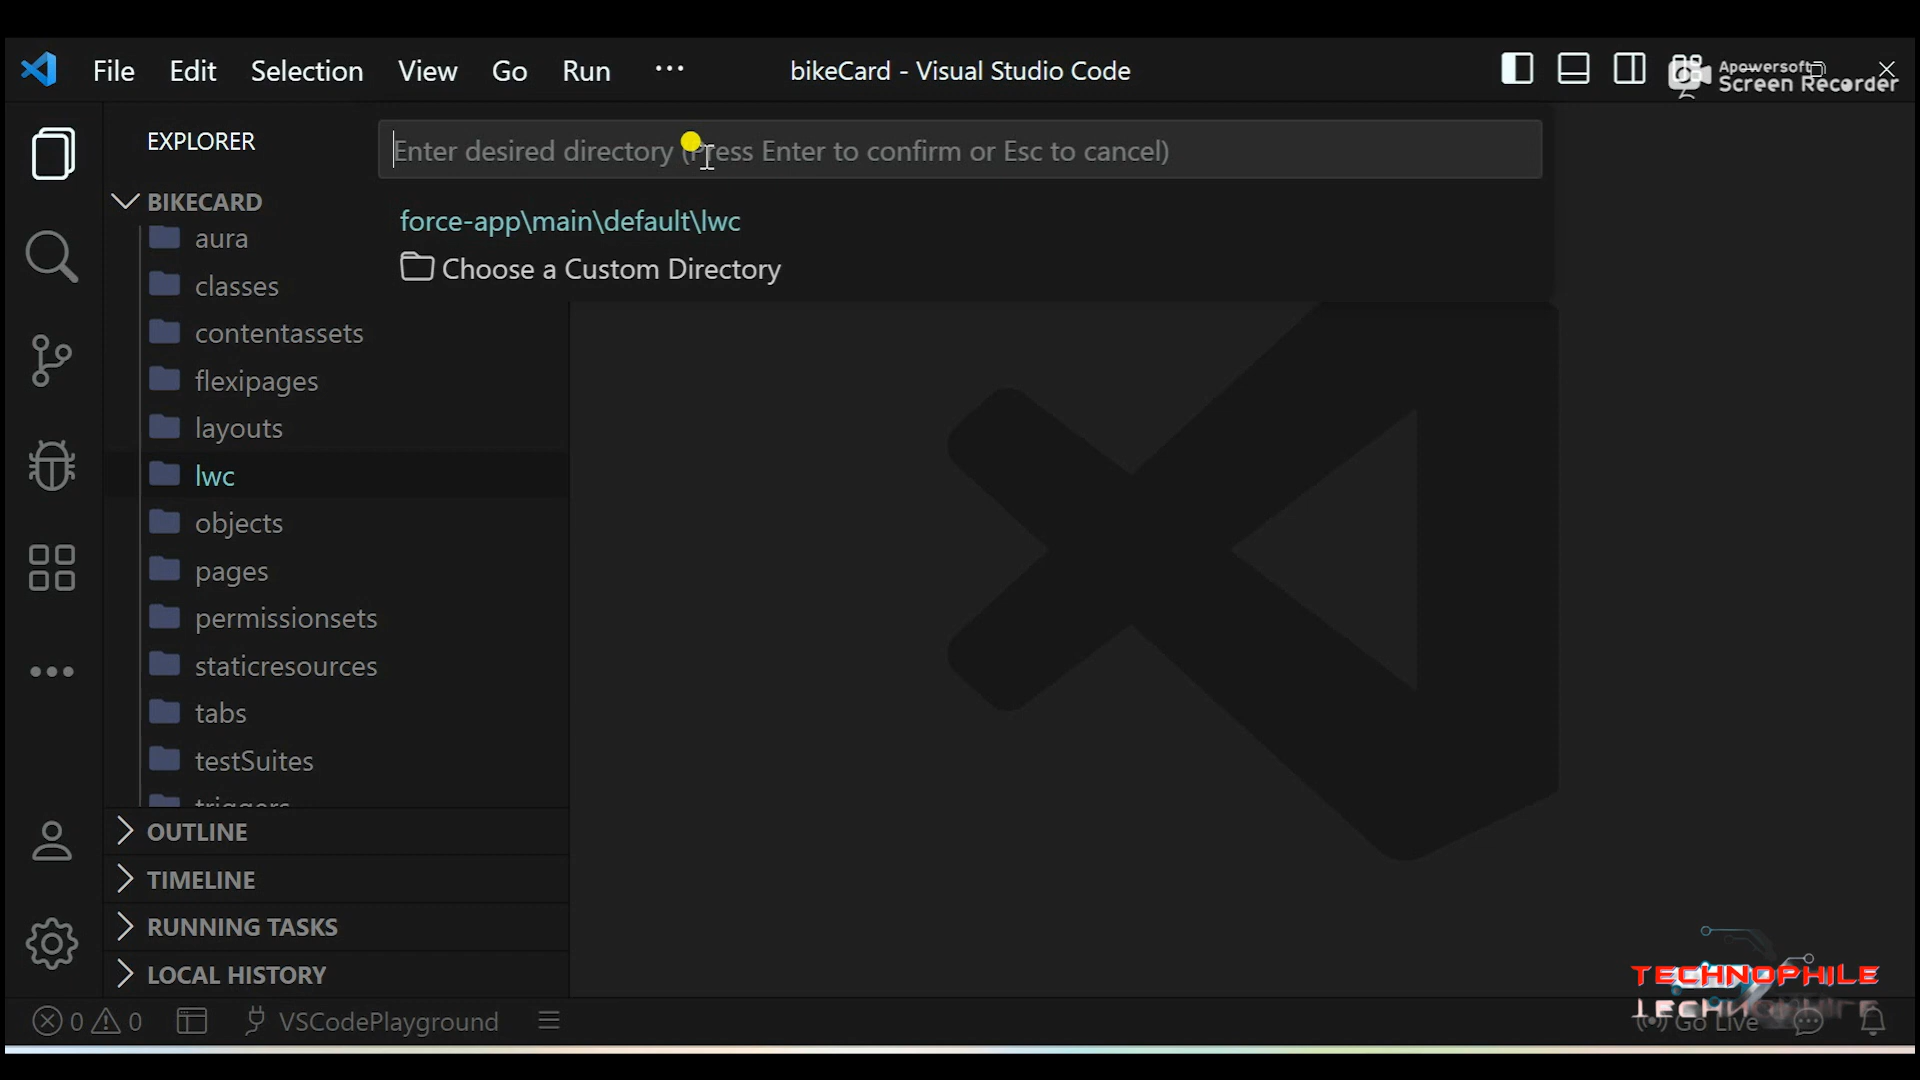 File Edit Selection View Go Run ··· bikeCard - Visual Studio Code
Apowersoft
Screen Recorder
EXPLORER
Enter desired directory (Press Enter to confirm or Esc to cancel)
force-app\main\default\lwc
Choose a Custom Directory
BIKECARD
aura
classes
contentassets
flexipages
layouts
lwc
objects
pages
permissionsets
staticresources
tabs
testSuites
triggers
OUTLINE
TIMELINE
RUNNING TASKS
LOCAL HISTORY
TECHNOPHILE
0 0 VSCodePlayground Go Live